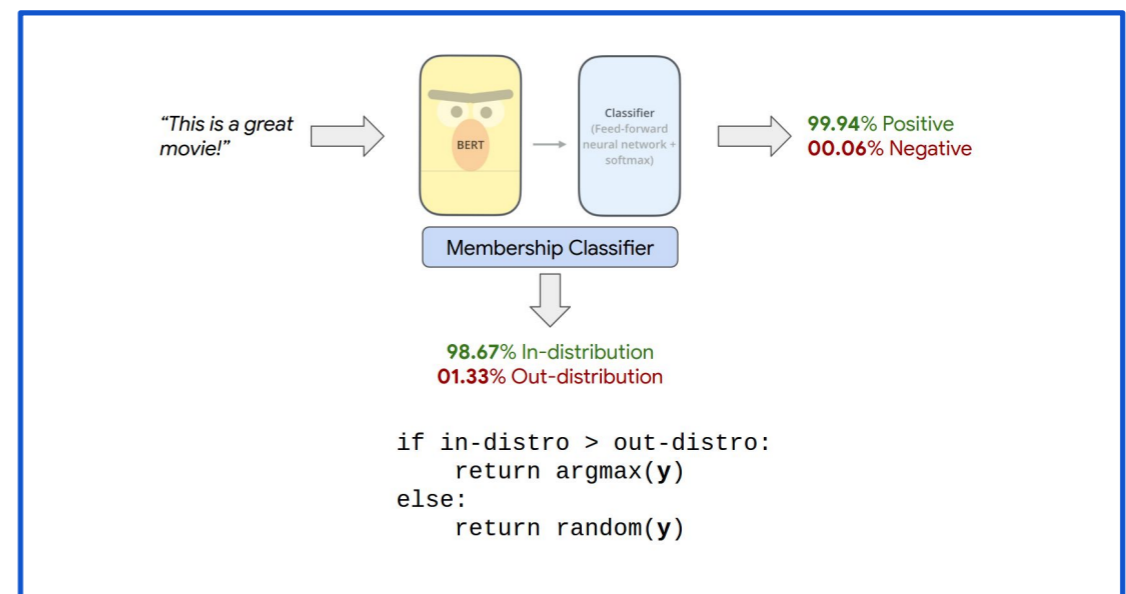 “This is a great
movie!”
BERT
Classifier
(Feed-forward
neural network +
softmax)
99.94% Positive
00.06% Negative
Membership Classifier
98.67% In-distribution
01.33% Out-distribution
if in-distro > out-distro:
    return argmax(y)
else:
    return random(y)